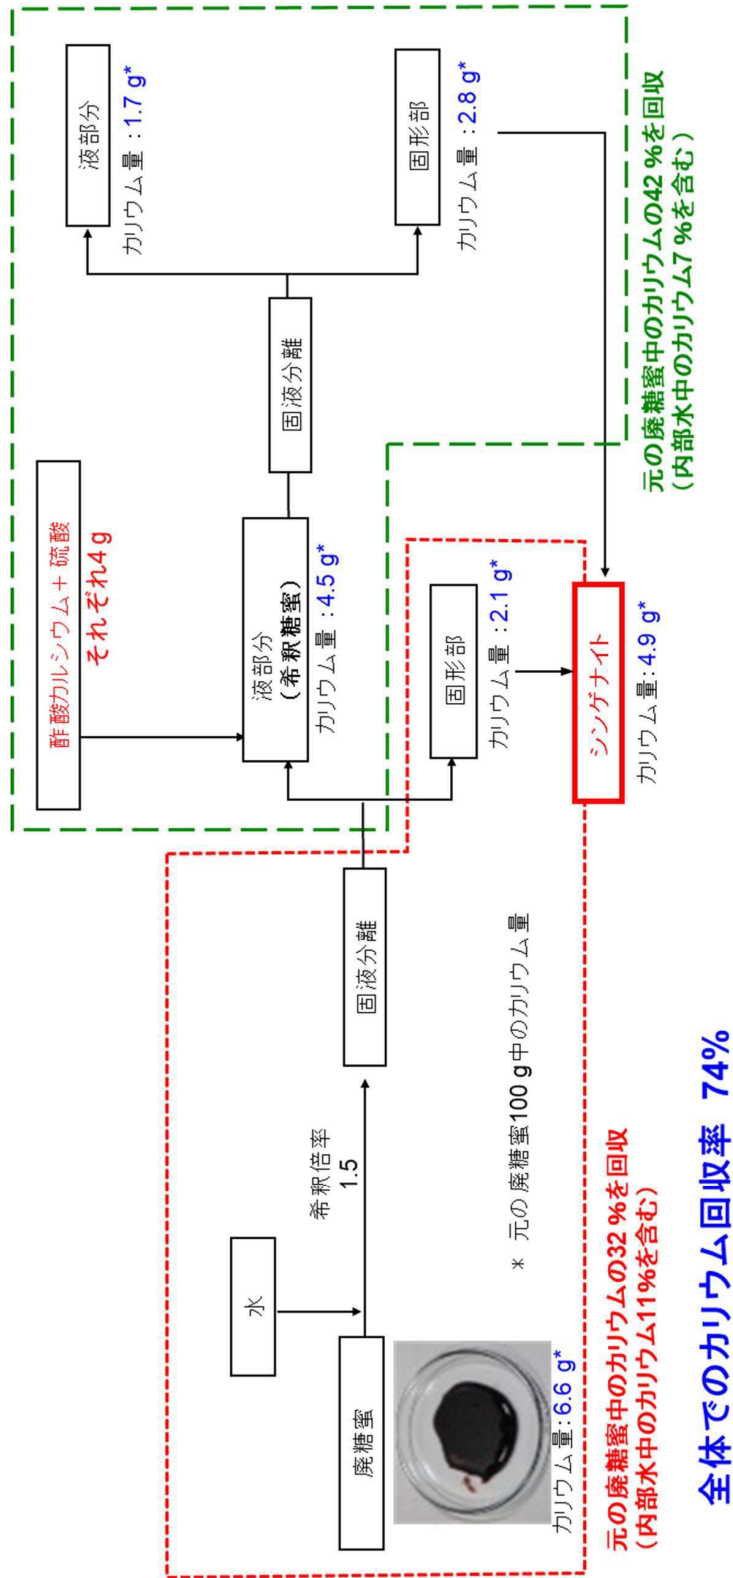 水
廃糖蜜
カリウム量:6.6 g*
希釈倍率
1.5
固液分離
酢酸カルシウム+ 硫酸
それぞれ4 g
液部分
(希釈糖蜜)
カリウム量 : 4.5 g*
固形部
カリウム量 : 2.1 g*
固液分離
液部分
カリウム量 : 1.7 g*
固形部
カリウム量 : 2.8 g*
シンゲナイト
カリウム量: 4.9 g*
* 元の廃糖蜜100 g中のカリウム量
元の廃糖蜜中のカリウムの32 %を回収
(内部水中のカリウム11%を含む)
元の廃糖蜜中のカリウムの42 %を回収
(内部水中のカリウム7 %を含む)
全体でのカリウム回収率 74%